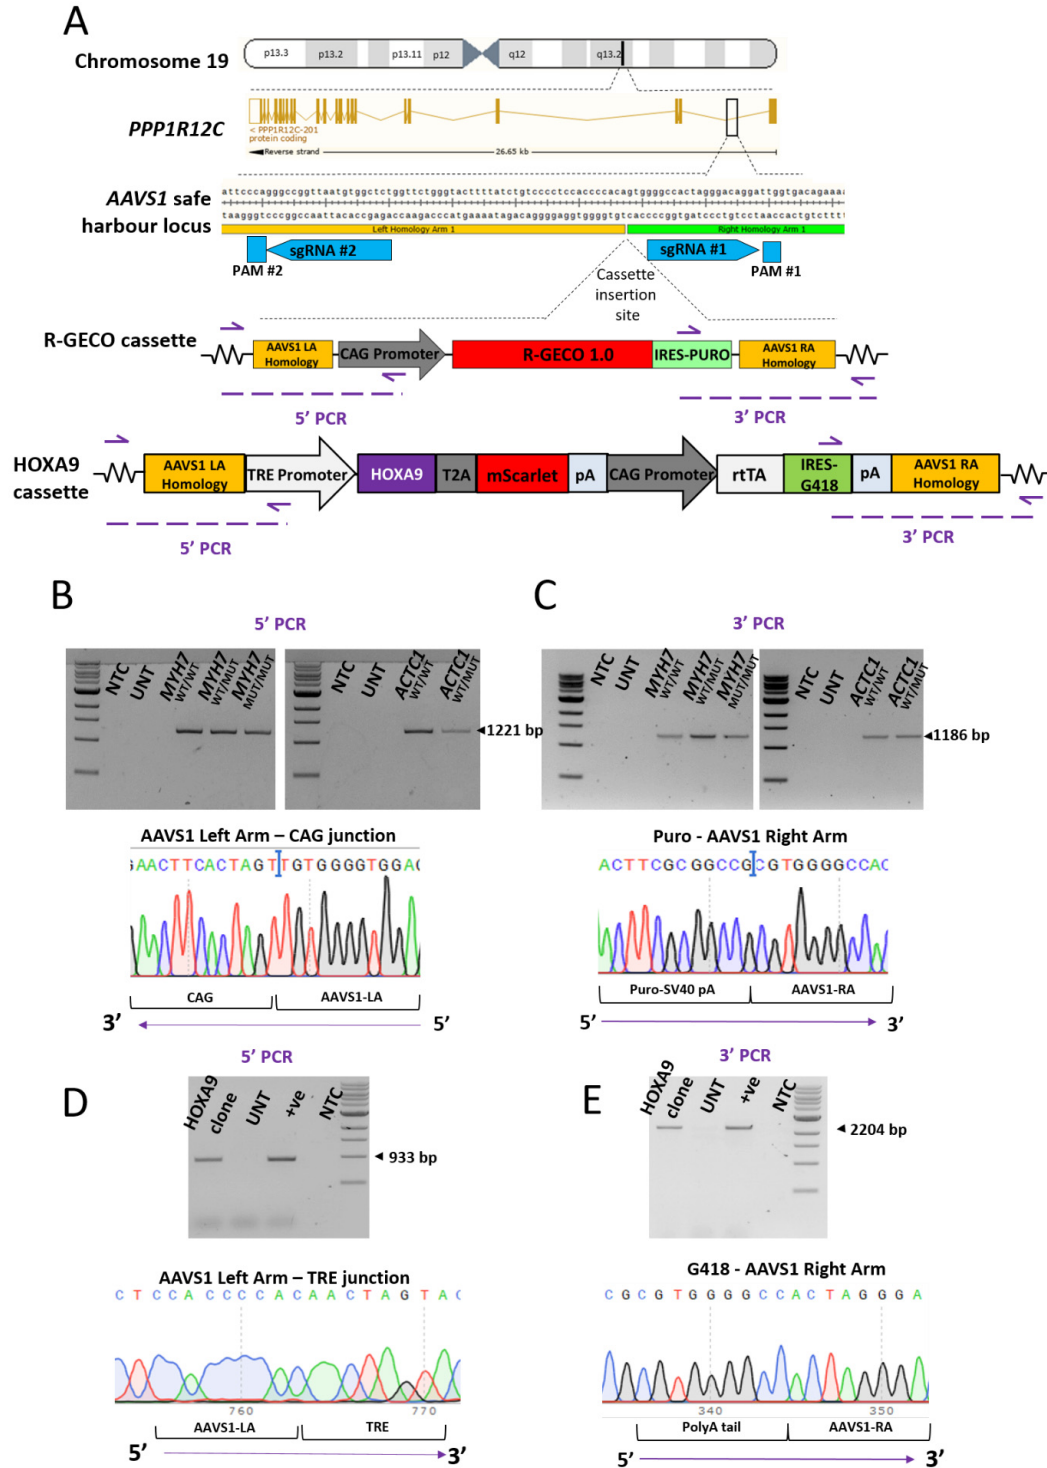 A
Chromosome 19
p13.3 p13.2 p13.11 p12 q12 q13.2
PPP1R12C
< PPP1R12C-201
protein coding
Reverse strand 26.65 kb
AAVS1 safe
harbour locus
attcccagggccggttaatgtggctctggttctgggtacttttatctgtcccctccaccccacagtggggccactagggacaggattggtgacagaaaa
taagggtcccggccaattacaccgagaccaagacccatgaaaatagacaggggaggtggggtgtcaccccggtgatccctgtcctaaccactgtctttt
Left Homology Arm 1 Right Homology Arm 1
sgRNA #2 sgRNA #1
PAM #2 PAM #1
Cassette
insertion
site
R-GECO cassette
AAVS1 LA
Homology
CAG Promoter
R-GECO 1.0
IRES-PURO
AAVS1 RA
Homology
5’ PCR 3’ PCR
HOXA9
cassette
AAVS1 LA
Homology
TRE Promoter
HOXA9
T2A
mScarlet
pA
CAG Promoter
rtTA
IRES-
G418
pA
AAVS1 RA
Homology
5’ PCR 3’ PCR
B
5’ PCR
NTC
UNT
MYH7
WT/WT
MYH7
WT/MUT
MYH7
MUT/MUT
NTC
UNT
ACTC1
WT/WT
ACTC1
WT/MUT
1221 bp
AAVS1 Left Arm – CAG junction
GAACTTCACTAGTTGTGGGGTGGAG
CAG AAVS1-LA
3’ 5’
C
3’ PCR
NTC
UNT
MYH7
WT/WT
MYH7
WT/MUT
MYH7
MUT/MUT
NTC
UNT
ACTC1
WT/WT
ACTC1
WT/MUT
1186 bp
Puro - AAVS1 Right Arm
ACTTCGCGGCCGCGTGGGGCCAC
Puro-SV40 pA AAVS1-RA
5’ 3’
D
5’ PCR
HOXA9
clone
UNT
+ve
NTC
933 bp
AAVS1 Left Arm – TRE junction
C T C C A C C C C A C A A C T A G T A C
760 770
AAVS1-LA TRE
5’ 3’
E
3’ PCR
HOXA9
clone
UNT
+ve
NTC
2204 bp
G418 - AAVS1 Right Arm
C G C G T G G G G C C A C T A G G G A
340 350
PolyA tail AAVS1-RA
5’ 3’